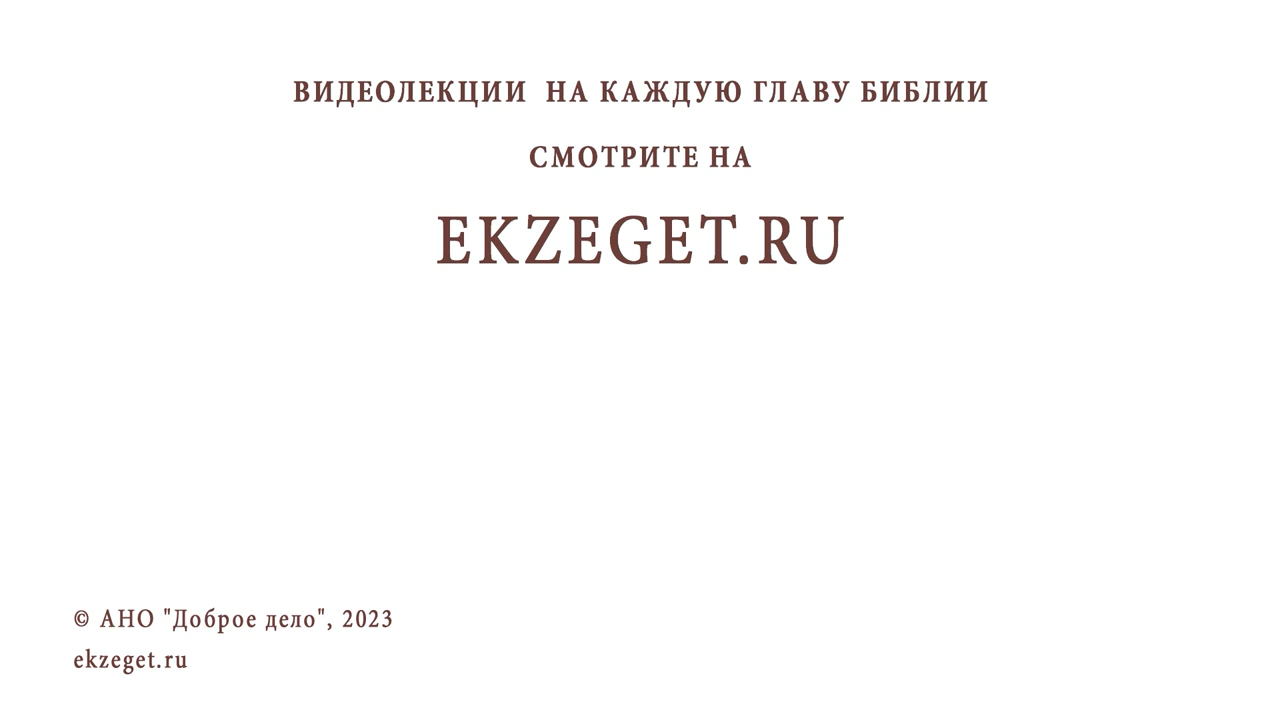 ВИДЕОЛЕКЦИИ НА КАЖДУЮ ГЛАВУ БИБЛИИ
СМОТРИТЕ НА
EKZEGET.RU
© АНО "Доброе дело", 2023
ekzeget.ru